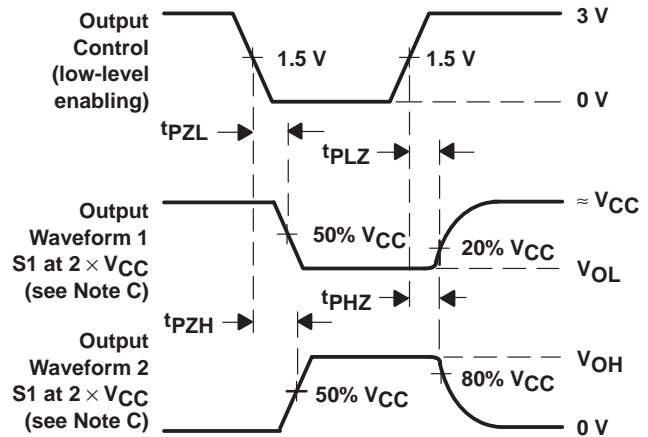 Output
Control
(low-level
enabling)
3 V
1.5 V
1.5 V
0 V
tPZL
tPLZ
Output
Waveform 1
S1 at 2 × VCC
(see Note C)
≈ VCC
50% VCC
20% VCC
VOL
tPZH
tPHZ
Output
Waveform 2
S1 at 2 × VCC
(see Note C)
VOH
50% VCC
80% VCC
0 V